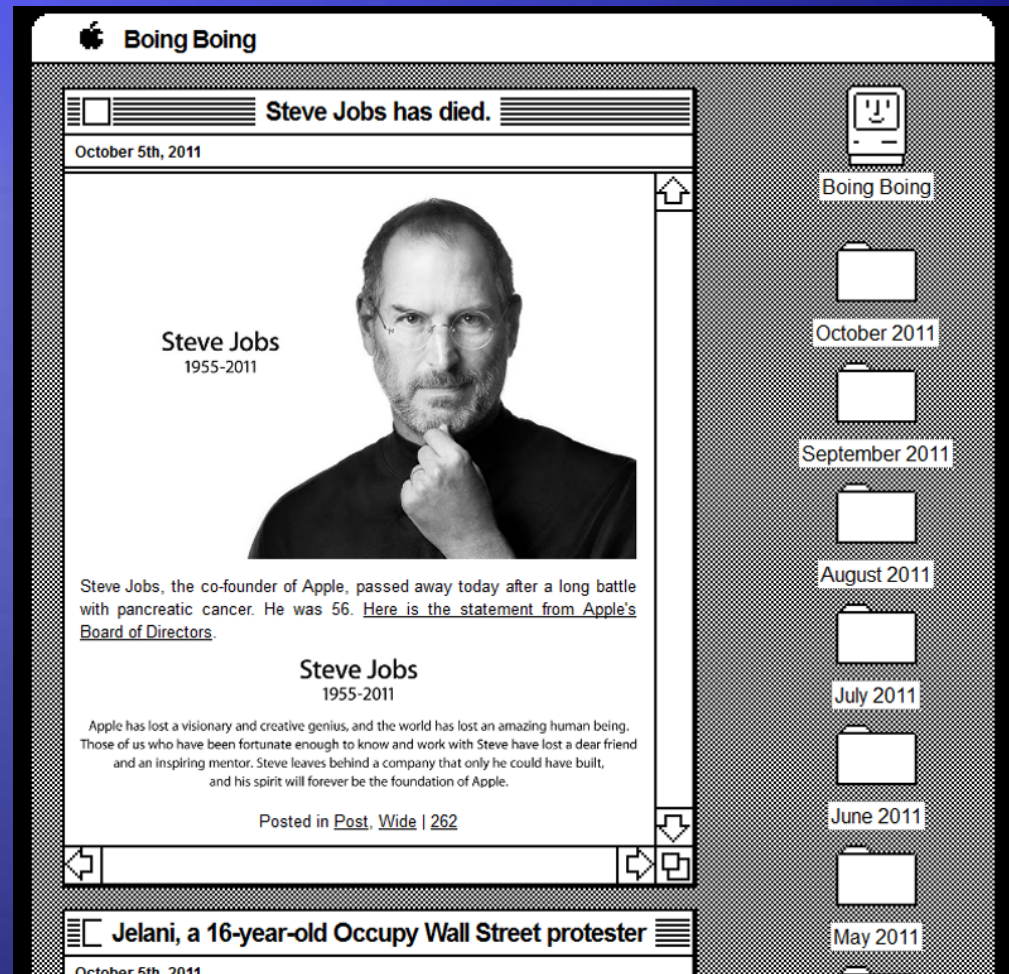 Boing Boing
Steve Jobs has died.
October 5th, 2011
Steve Jobs
1955-2011
Steve Jobs, the co-founder of Apple, passed away today after a long battle
with pancreatic cancer. He was 56. Here is the statement from Apple's
Board of Directors.
Steve Jobs
1955-2011
Apple has lost a visionary and creative genius, and the world has lost an amazing human being.
Those of us who have been fortunate enough to know and work with Steve have lost a dear friend
and an inspiring mentor. Steve leaves behind a company that only he could have built,
and his spirit will forever be the foundation of Apple.
Posted in Post, Wide | 262
Jelani, a 16-year-old Occupy Wall Street protester
October 5th, 2011
Boing Boing
October 2011
September 2011
August 2011
July 2011
June 2011
May 2011